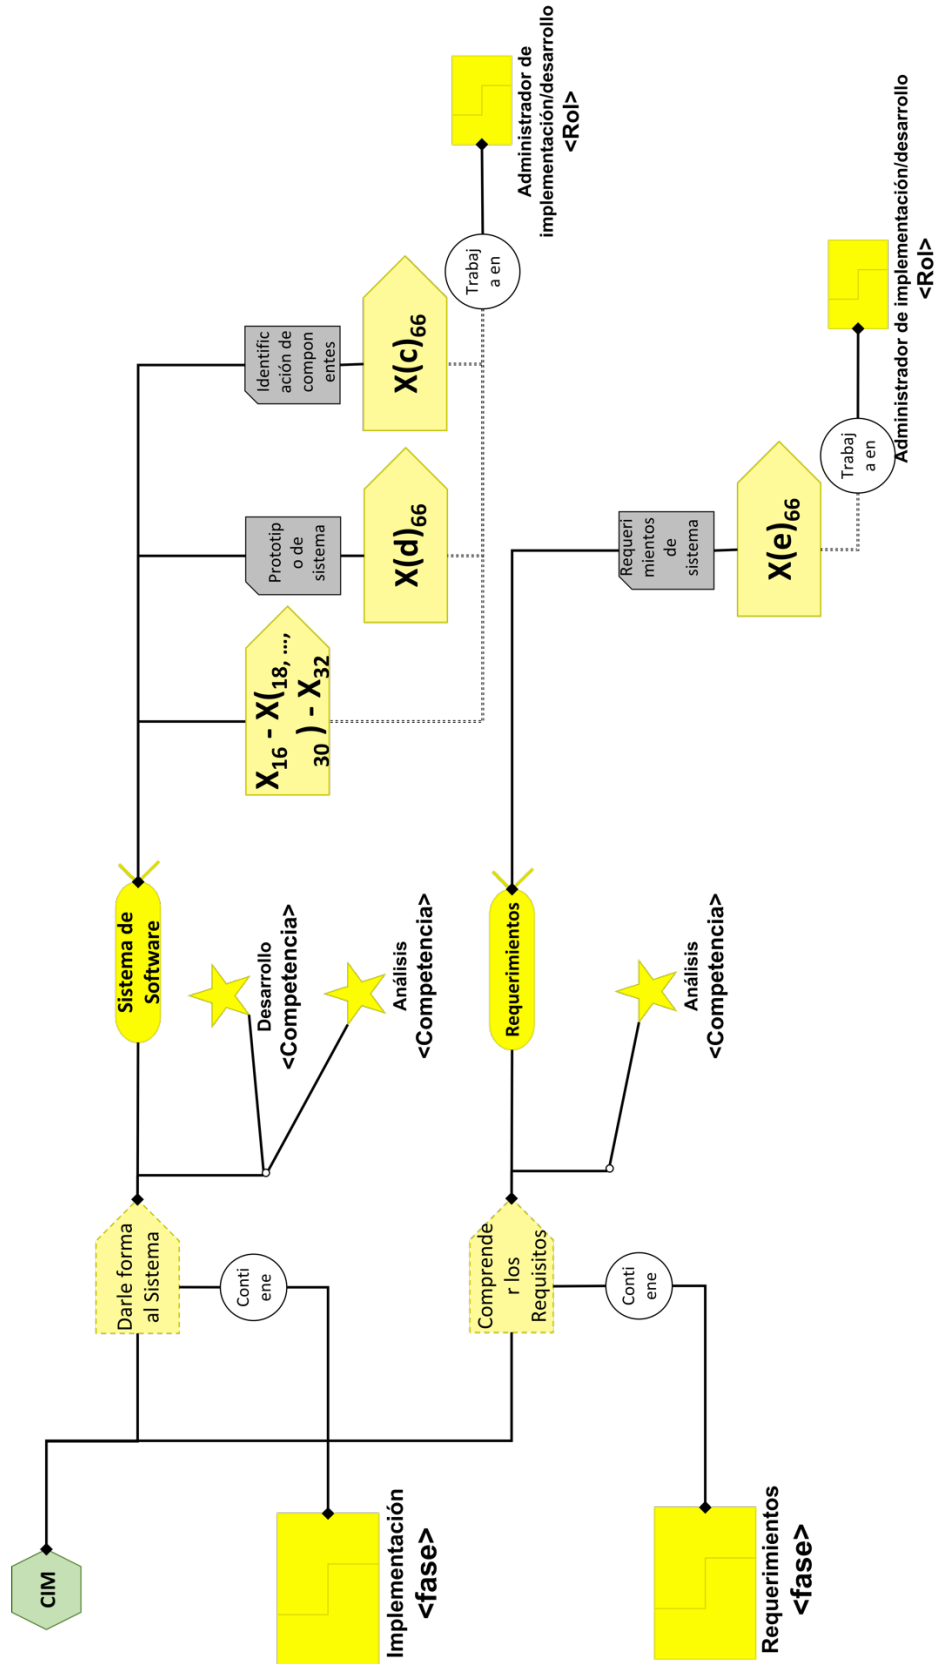 CIM
Darle forma
al Sistema
Conti
ene
Implementación
<fase>
Sistema de
Software
Desarrollo
<Competencia>
Análisis
<Competencia>
X16 - X(18, ...,
30 ) - X32
Prototip
o de
sistema
X(d)66
Identific
ación de
compon
entes
X(c)66
Trabaj
a en
Administrador de
implementación/desarrollo
<Rol>
Comprende
r los
Requisitos
Conti
ene
Requerimientos
<fase>
Requerimientos
Análisis
<Competencia>
Requeri
mientos
de
sistema
X(e)66
Trabaj
a en
Administrador de implementación/desarrollo
<Rol>